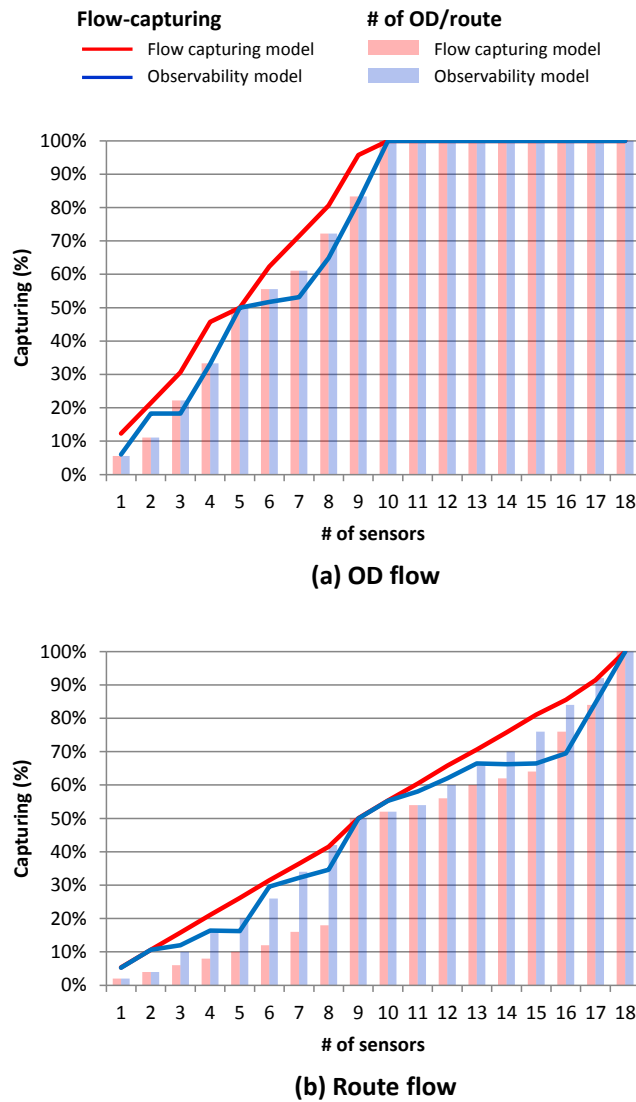 Flow-capturing # of OD/route
Flow capturing model Flow capturing model
Observability model Observability model
100%
90%
80%
70%
60%
50%
40%
30%
20%
10%
0%
Capturing (%)
1 2 3 4 5 6 7 8 9 10 11 12 13 14 15 16 17 18
# of sensors
(a) OD flow
100%
90%
80%
70%
60%
50%
40%
30%
20%
10%
0%
Capturing (%)
1 2 3 4 5 6 7 8 9 10 11 12 13 14 15 16 17 18
# of sensors
(b) Route flow